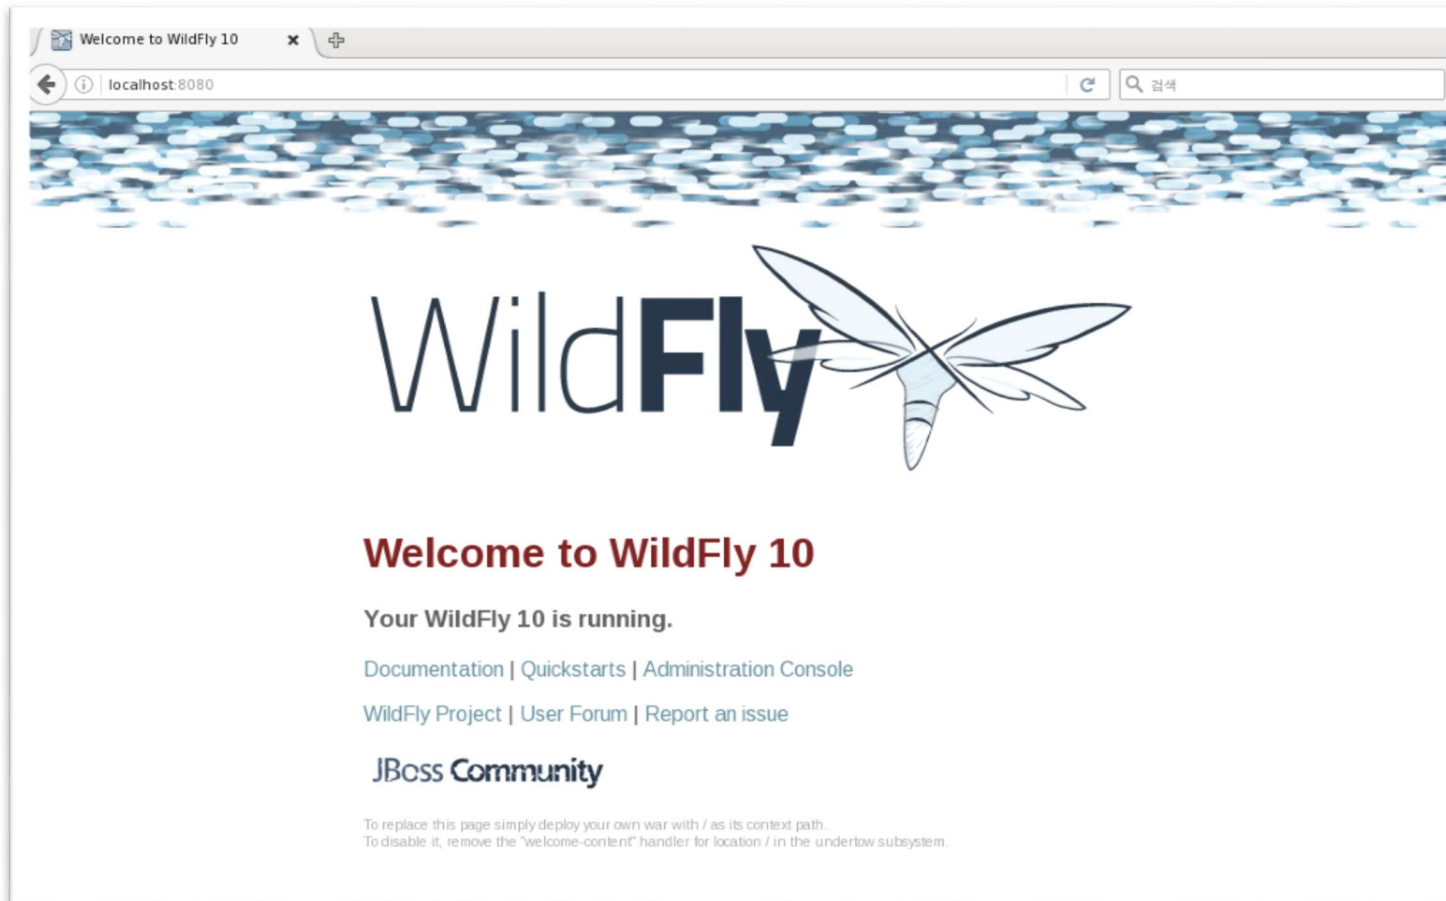 Welcome to WildFly 10
localhost:8080
검색
WildFly
Welcome to WildFly 10
Your WildFly 10 is running.
Documentation | Quickstarts | Administration Console
WildFly Project | User Forum | Report an issue
JBoss Community
To replace this page simply deploy your own war with / as its context path.
To disable it, remove the "welcome-content" handler for location / in the undertow subsystem.